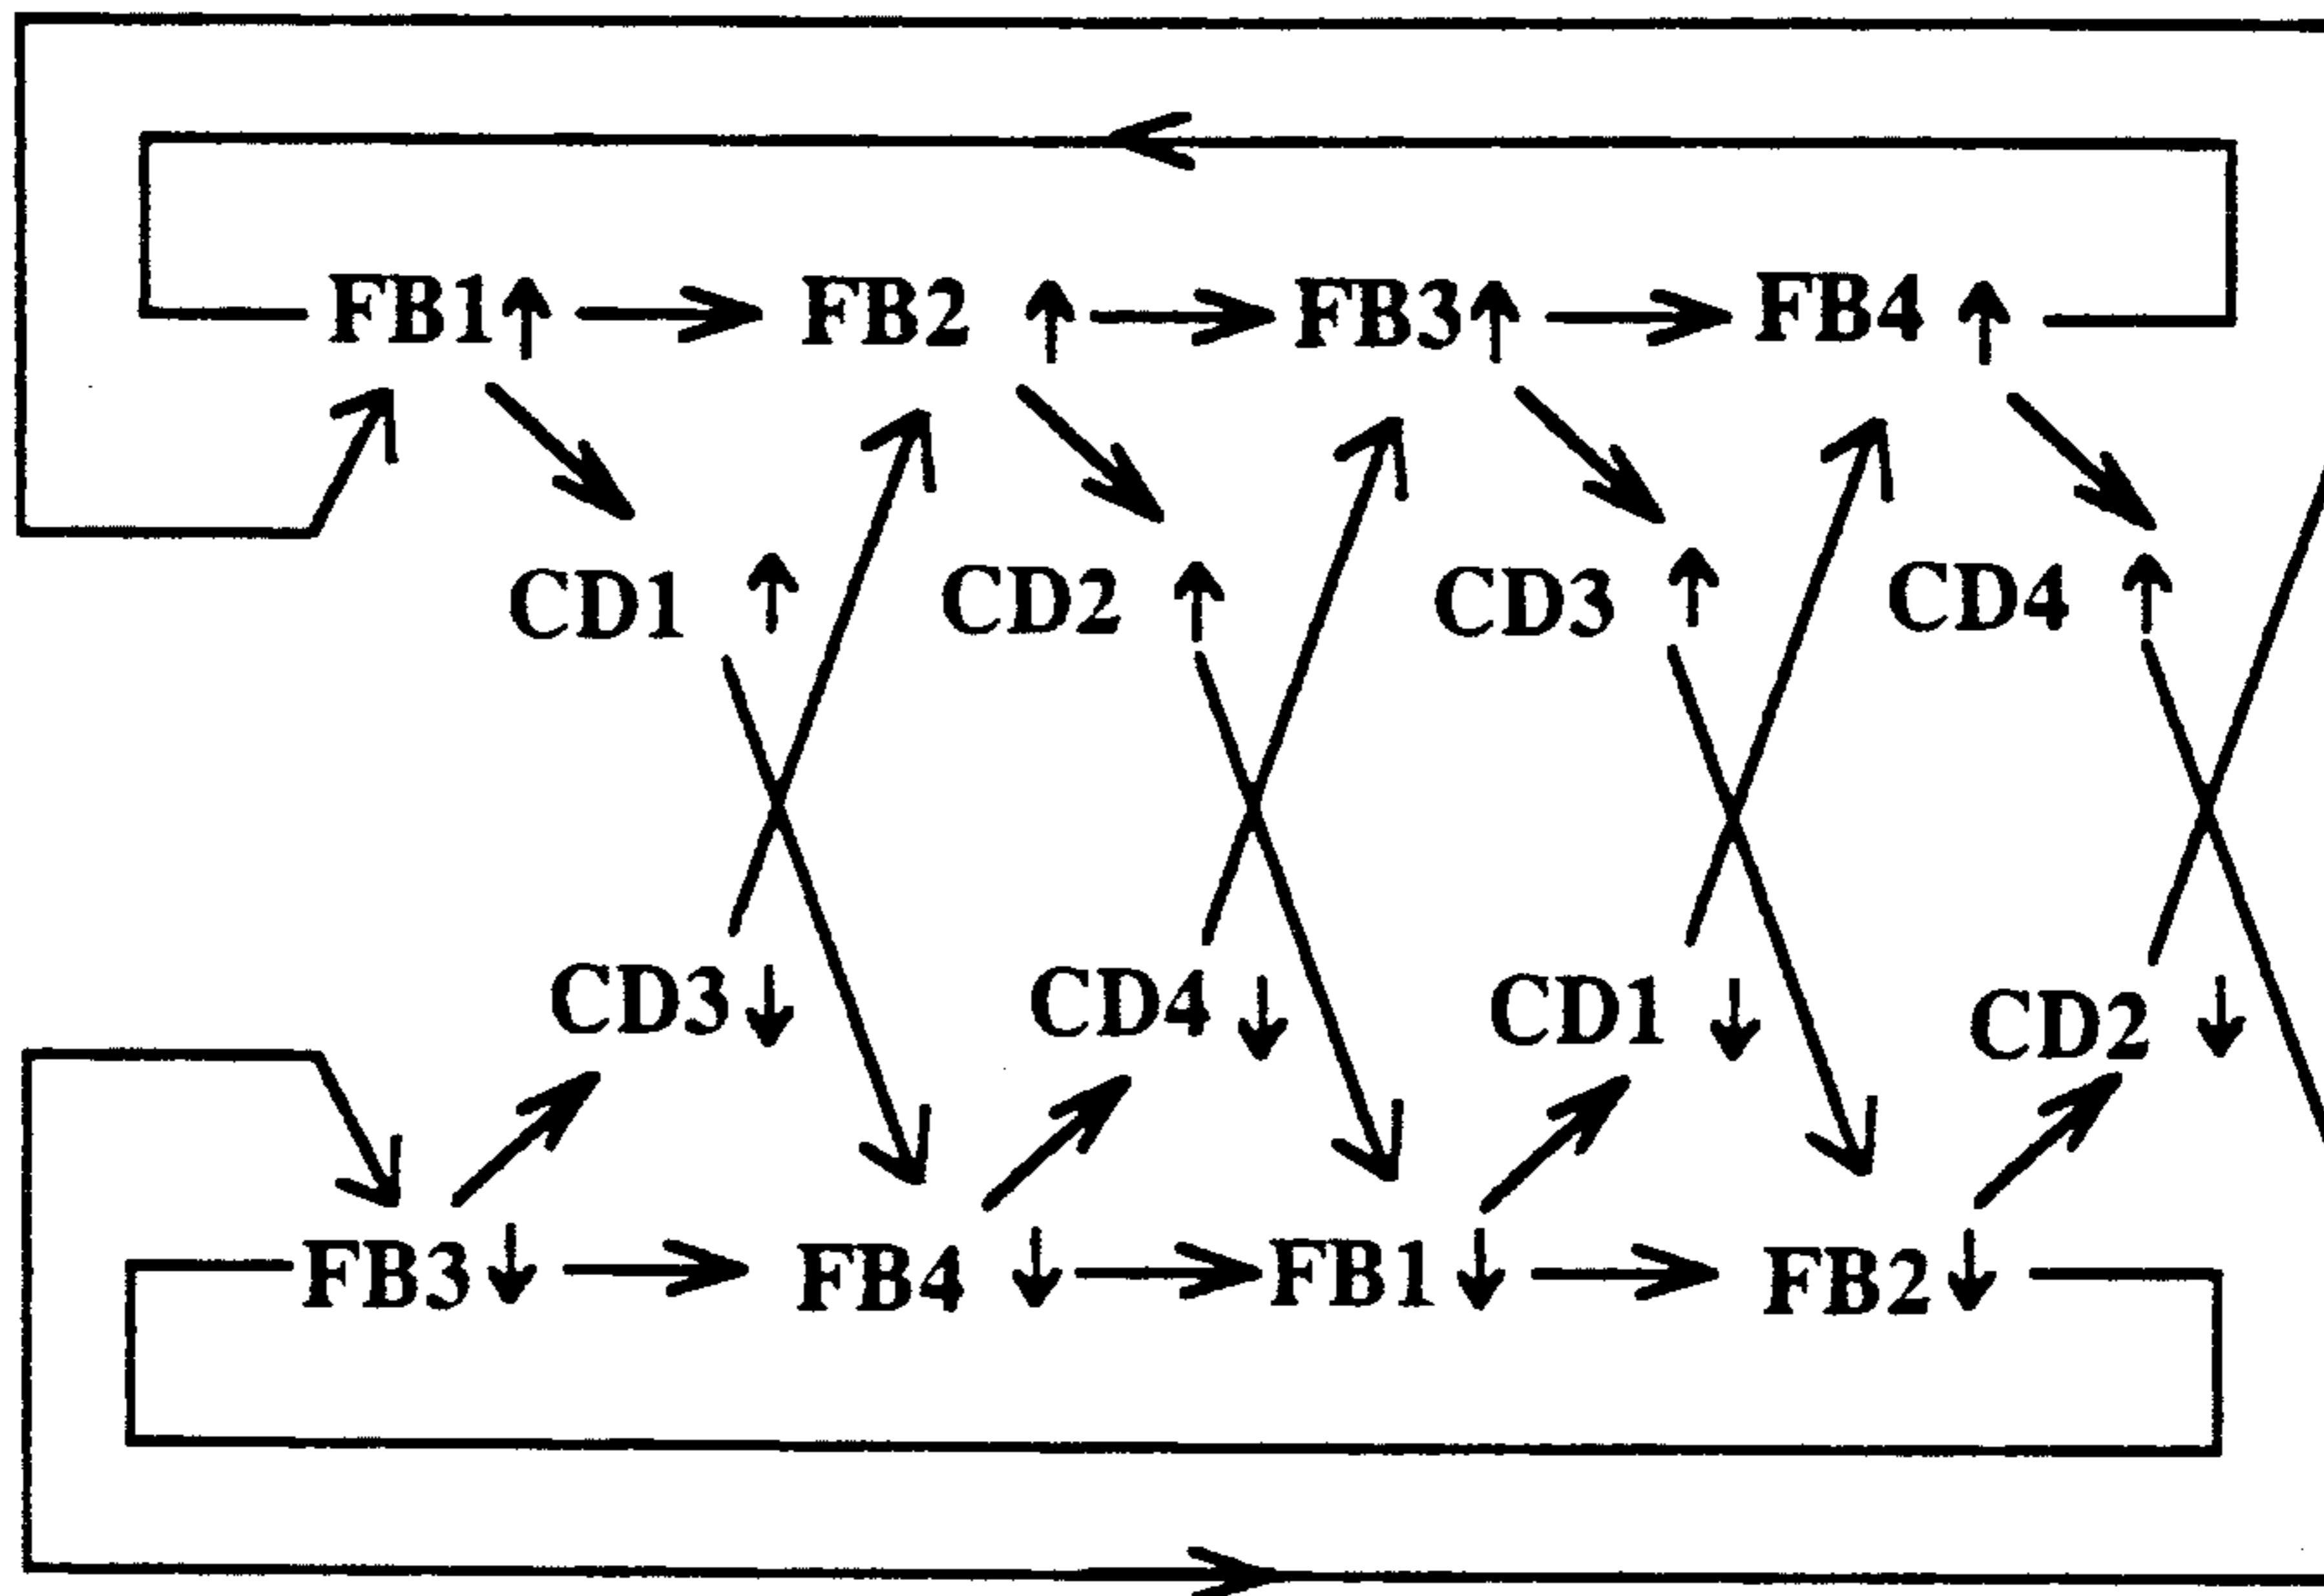 FB1↑ → FB2 ↑ → FB3↑ → FB4 ↑
CD1 ↑ CD2 ↑ CD3 ↑ CD4 ↑
CD3↓ CD4 ↓ CD1 ↓ CD2 ↓
FB3↓ → FB4 ↓ → FB1↓ → FB2↓